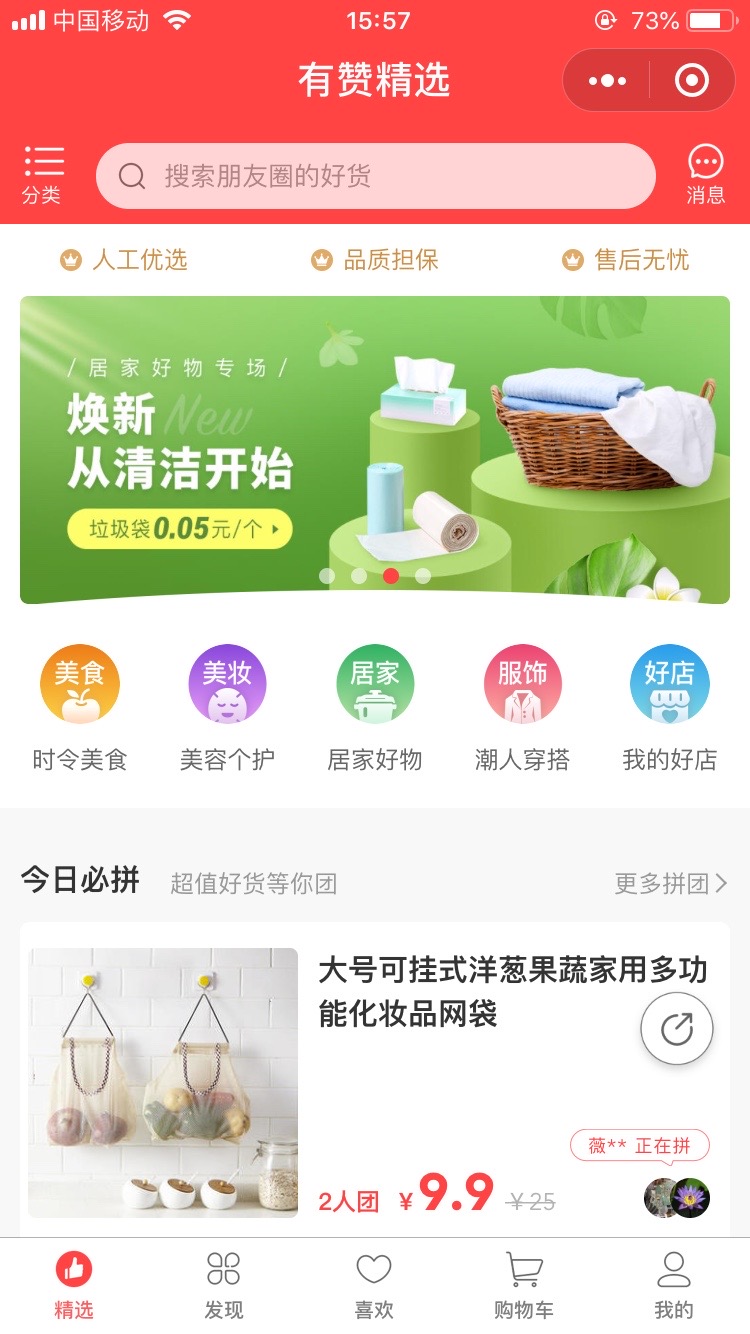 中国移动
15:57
73%
有赞精选
分类
搜索朋友圈的好货
消息
人工优选
品质担保
售后无忧
/ 居家好物专场 /
焕新 New
从清洁开始
垃圾袋0.05元/个
美食
美妆
居家
服饰
好店
时令美食
美容个护
居家好物
潮人穿搭
我的好店
今日必拼
超值好货等你团
更多拼团
大号可挂式洋葱果蔬家用多功
能化妆品网袋
薇** 正在拼
2人团 ¥9.9 ¥25
精选
发现
喜欢
购物车
我的